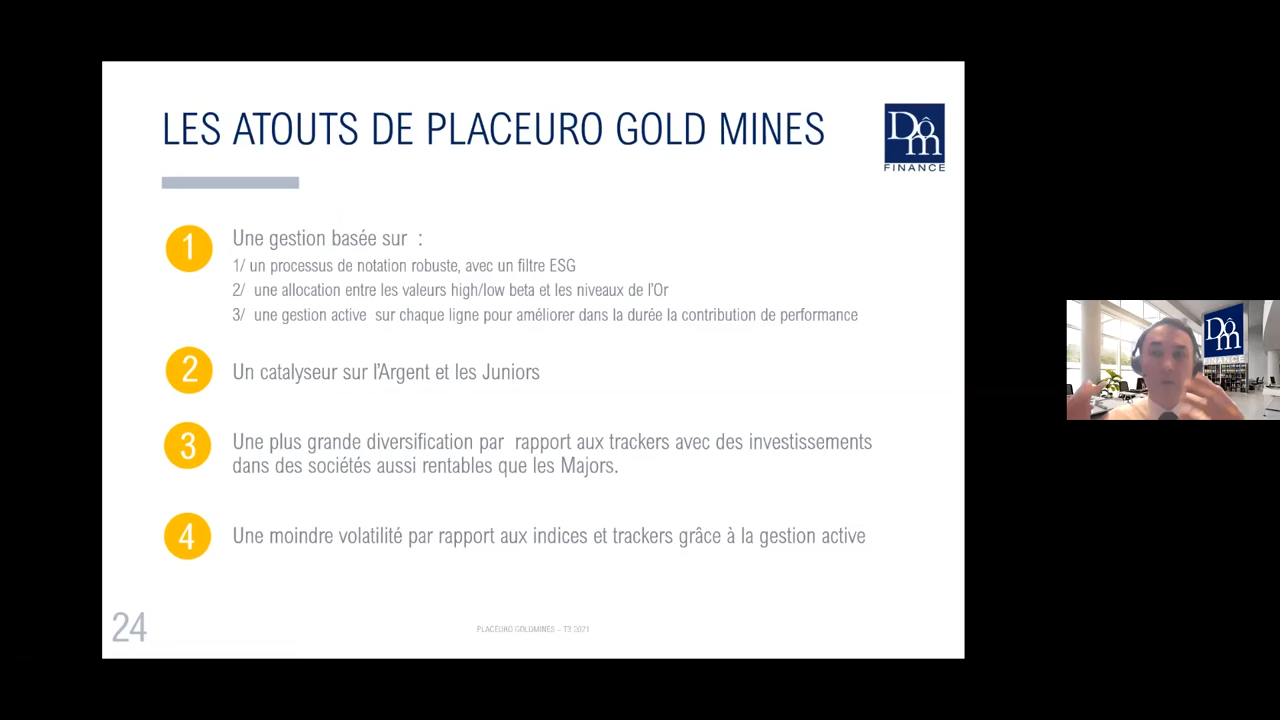 LES ATOUTS DE PLACEURO GOLD MINES
Dôm
FINANCE
1
Une gestion basée sur :
1/ un processus de notation robuste, avec un filtre ESG
2/ une allocation entre les valeurs high/low beta et les niveaux de l'Or
3/ une gestion active sur chaque ligne pour améliorer dans la durée la contribution de performance
2
Un catalyseur sur l'Argent et les Juniors
3
Une plus grande diversification par rapport aux trackers avec des investissements
dans des sociétés aussi rentables que les Majors.
4
Une moindre volatilité par rapport aux indices et trackers grâce à la gestion active
24
PLACEURO GOLDMINES – T3 2021
Dôm
FINANCE